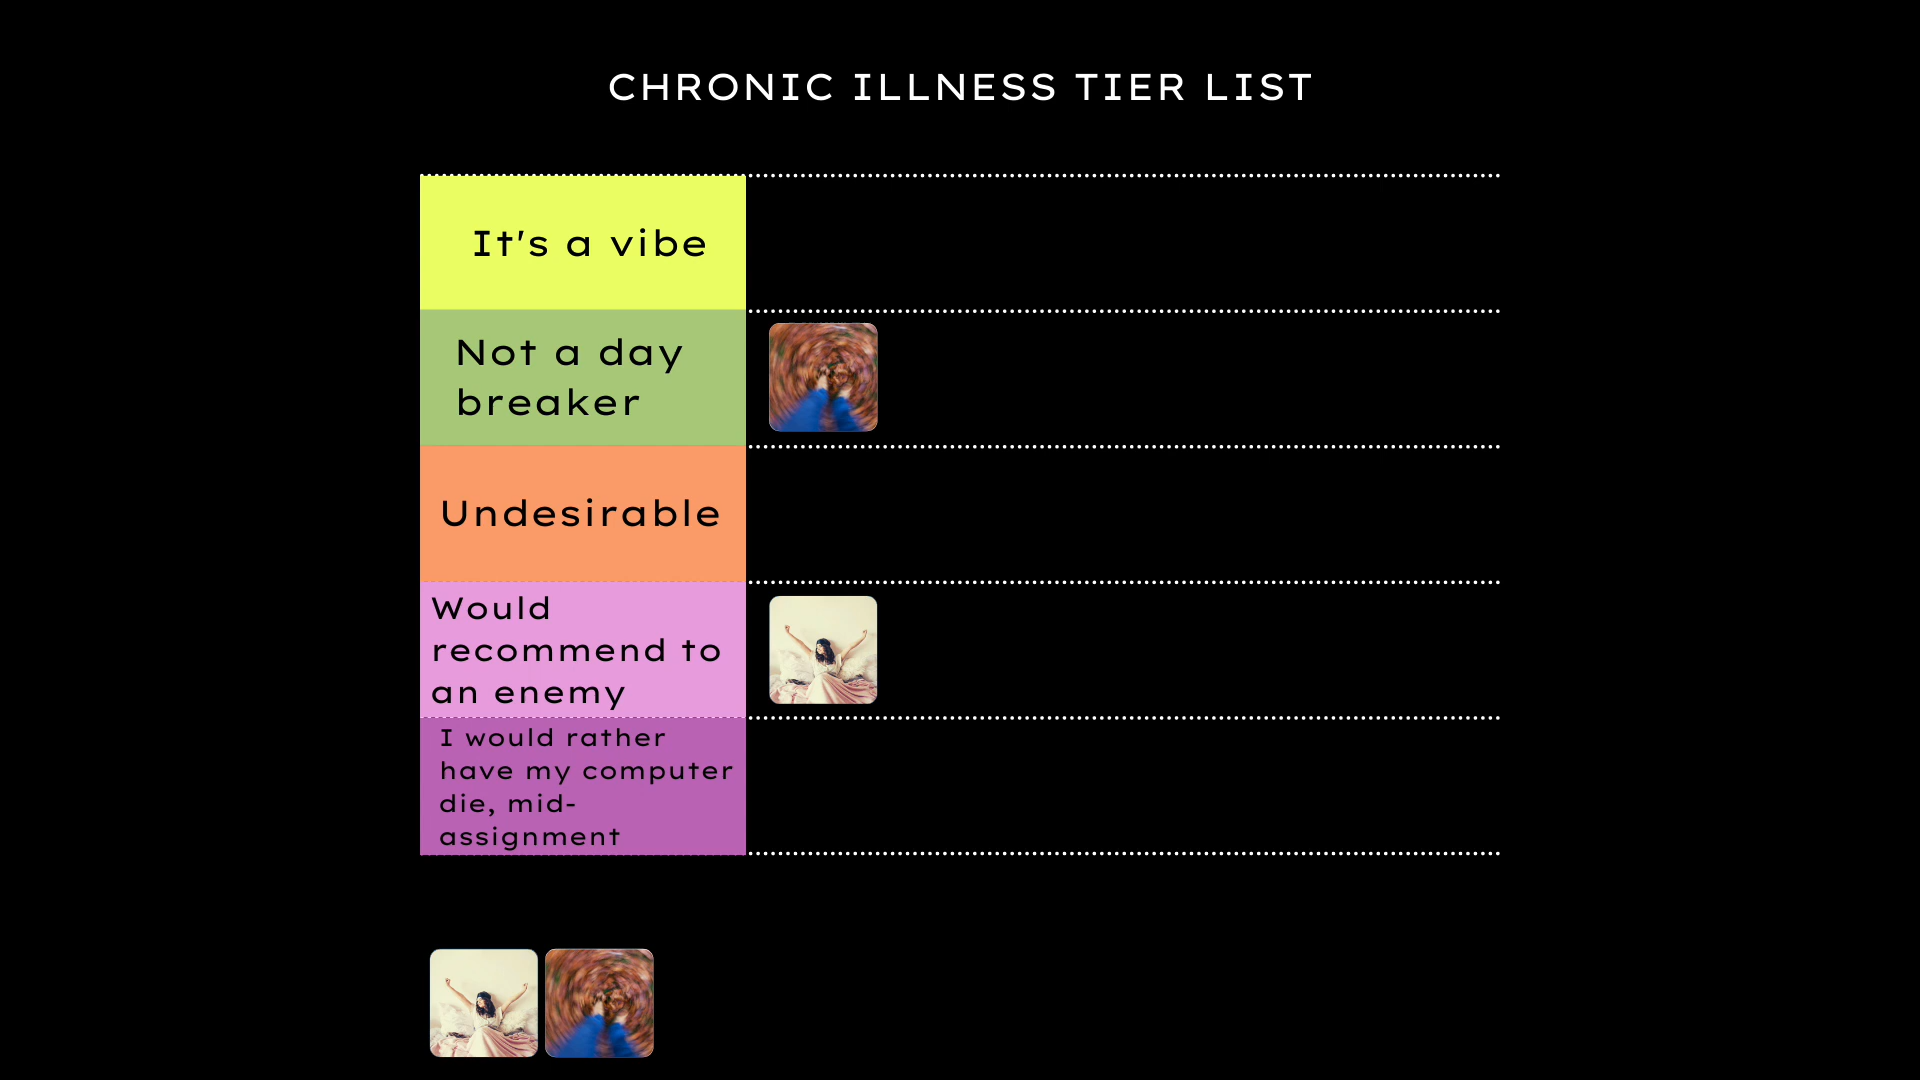 CHRONIC ILLNESS TIER LIST
It's a vibe
Not a day
breaker
Undesirable
Would
recommend to
an enemy
I would rather
have my computer
die, mid-
assignment